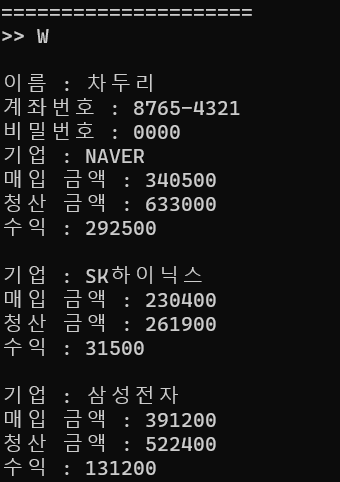 =====================
>> W
이름 : 차두리
계좌번호 : 8765-4321
비밀번호 : 0000
기업 : NAVER
매입 금액 : 340500
청산 금액 : 633000
수익 : 292500
기업 : SK하이닉스
매입 금액 : 230400
청산 금액 : 261900
수익 : 31500
기업 : 삼성전자
매입 금액 : 391200
청산 금액 : 522400
수익 : 131200